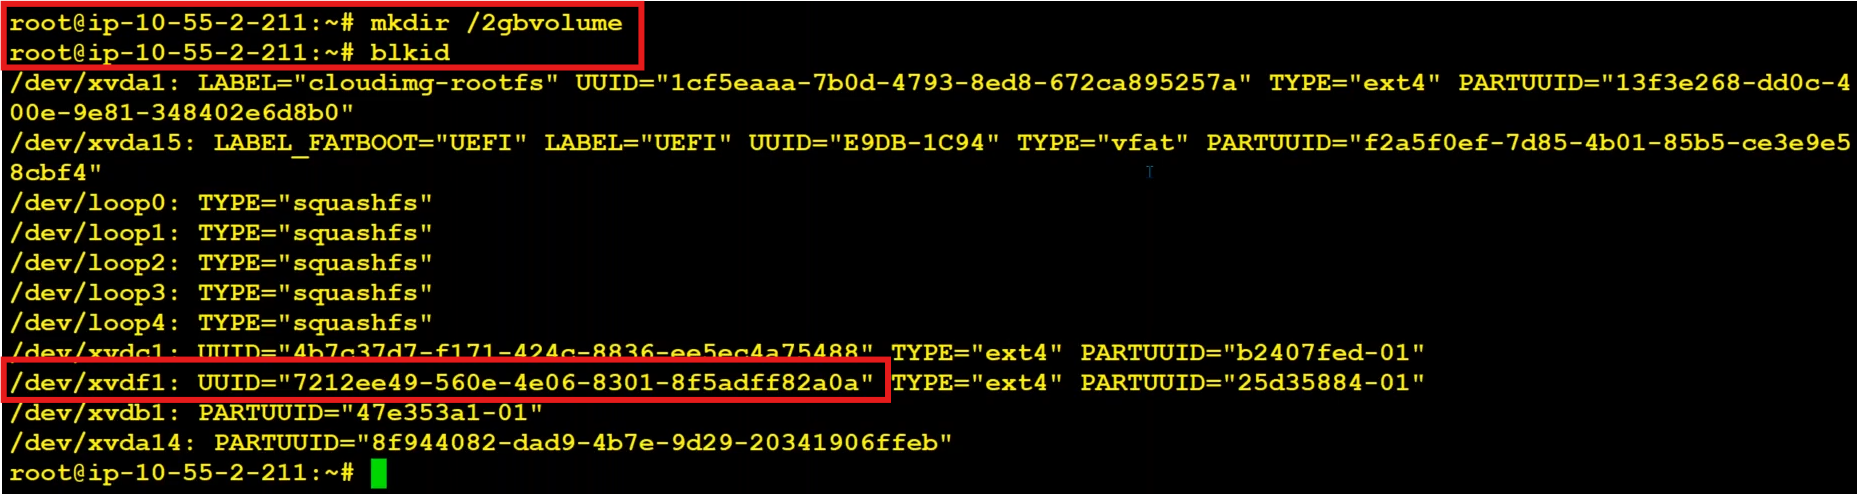 root@ip-10-55-2-211:~# mkdir /2gbvolume
root@ip-10-55-2-211:~# blkid
/dev/xvda1: LABEL="cloudimg-rootfs" UUID="1cf5eaaa-7b0d-4793-8ed8-672ca895257a" TYPE="ext4" PARTUUID="13f3e268-dd0c-4
00e-9e81-348402e6d8b0"
/dev/xvda15: LABEL_FATBOOT="UEFI" LABEL="UEFI" UUID="E9DB-1C94" TYPE="vfat" PARTUUID="f2a5f0ef-7d85-4b01-85b5-ce3e9e5
8cbf4"
/dev/loop0: TYPE="squashfs"
/dev/loop1: TYPE="squashfs"
/dev/loop2: TYPE="squashfs"
/dev/loop3: TYPE="squashfs"
/dev/loop4: TYPE="squashfs"
/dev/xvdc1: UUID="4b7c37d7-f171-424c-8836-ee5ec4a75488" TYPE="ext4" PARTUUID="b2407fed-01"
/dev/xvdf1: UUID="7212ee49-560e-4e06-8301-8f5adff82a0a" TYPE="ext4" PARTUUID="25d35884-01"
/dev/xvdb1: PARTUUID="47e353a1-01"
/dev/xvda14: PARTUUID="8f944082-dad9-4b7e-9d29-20341906ffeb"
root@ip-10-55-2-211:~#